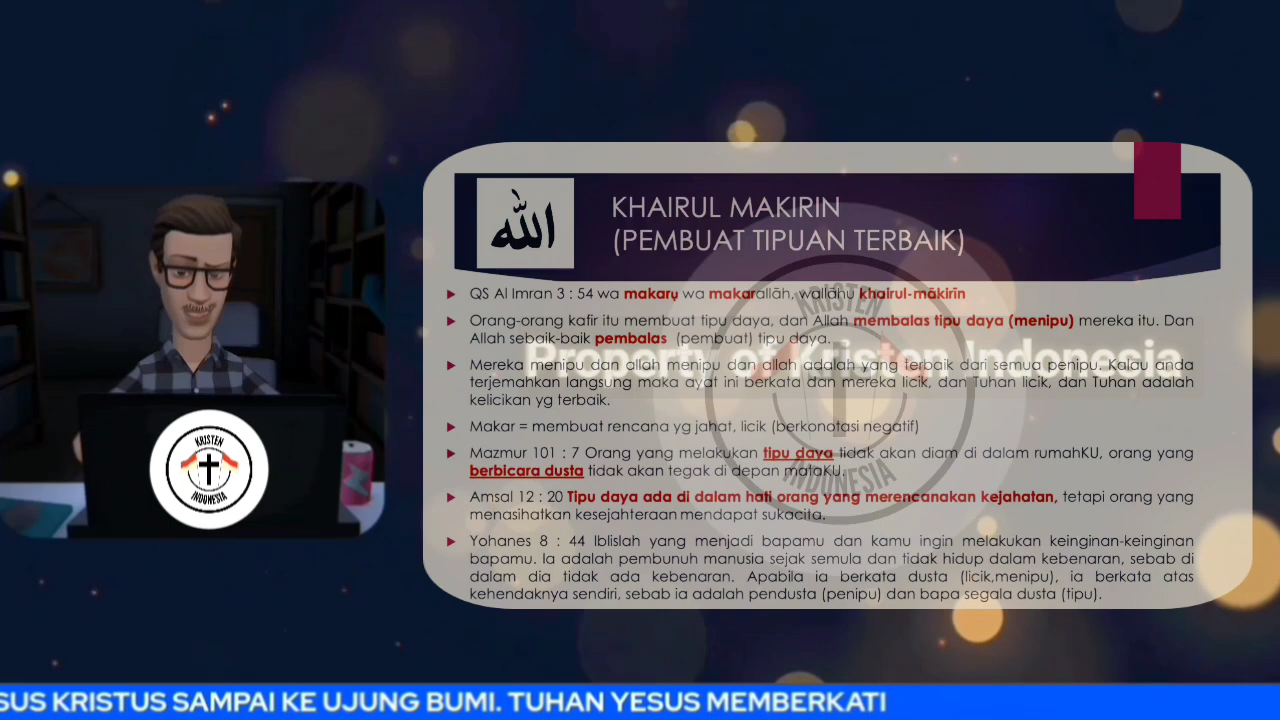 الله
KHAIRUL MAKIRIN
(PEMBUAT TIPUAN TERBAIK)
QS Al Imran 3 : 54 wa makarụ wa makarallāh, wallāhu khairul-mākirīn
Orang-orang kafir itu membuat tipu daya, dan Allah membalas tipu daya (menipu) mereka itu. Dan
Allah sebaik-baik pembalas (pembuat) tipu daya.
Property of Kristen Indonesia
Mereka menipu dan allah menipu dan allah adalah yang terbaik dari semua penipu. Kalau anda
terjemahkan langsung maka ayat ini berkata dan mereka licik, dan Tuhan licik, dan Tuhan adalah
kelicikan yg terbaik.
Makar = membuat rencana yg jahat, licik (berkonotasi negatif)
Mazmur 101 : 7 Orang yang melakukan tipu daya tidak akan diam di dalam rumahKU, orang yang
berbicara dusta tidak akan tegak di depan mataKU.
Amsal 12 : 20 Tipu daya ada di dalam hati orang yang merencanakan kejahatan, tetapi orang yang
menasihatkan kesejahteraan mendapat sukacita.
Yohanes 8 : 44 Iblislah yang menjadi bapamu dan kamu ingin melakukan keinginan-keinginan
bapamu. Ia adalah pembunuh manusia sejak semula dan tidak hidup dalam kebenaran, sebab di
dalam dia tidak ada kebenaran. Apabila ia berkata dusta (licik,menipu), ia berkata atas
kehendaknya sendiri, sebab ia adalah pendusta (penipu) dan bapa segala dusta (tipu).
KRISTEN
INDONESIA
KRISTEN
INDONESIA
SUS KRISTUS SAMPAI KE UJUNG BUMI. TUHAN YESUS MEMBERKATI